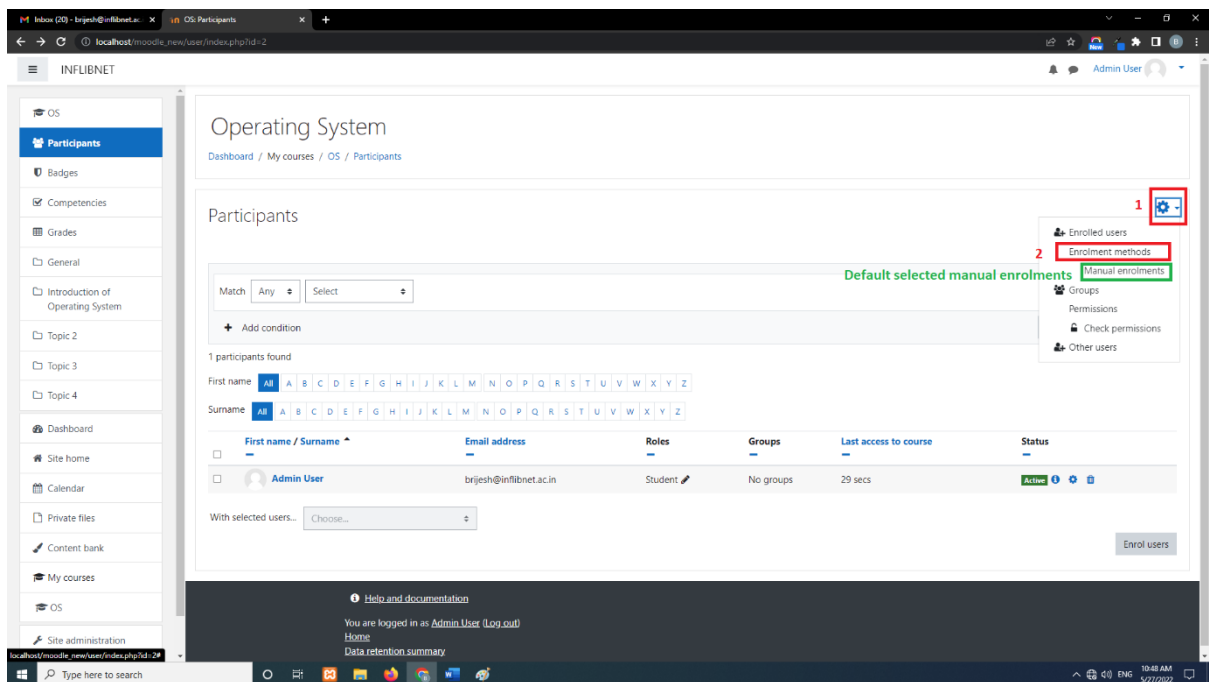 Inbox (20) - brijesh@inflibnet.ac. X
OS: Participants X +
localhost/moodle_new/user/index.php?id=2
New
B
INFLIBNET
Admin User
OS
Participants
Badges
Competencies
Grades
General
Introduction of
Operating System
Topic 2
Topic 3
Topic 4
Dashboard
Site home
Calendar
Private files
Content bank
My courses
OS
Site administration
Operating System
Dashboard / My courses / OS / Participants
Participants
1
Enrolled users
2 Enrolment methods
Default selected manual enrolments Manual enrolments
Groups
Permissions
Check permissions
Other users
Match Any Select
+ Add condition
1 participants found
First name All A B C D E F G H I J K L M N O P Q R S T U V W X Y Z
Surname All A B C D E F G H I J K L M N O P Q R S T U V W X Y Z
First name / Surname Email address Roles Groups Last access to course Status
Admin User brijesh@inflibnet.ac.in Student No groups 29 secs Active
With selected users... Choose...
Enrol users
Help and documentation
You are logged in as Admin User (Log out)
Home
Data retention summary
localhost/moodle_new/user/index.php?id=2#
Type here to search
ENG
10:48 AM
5/27/2022